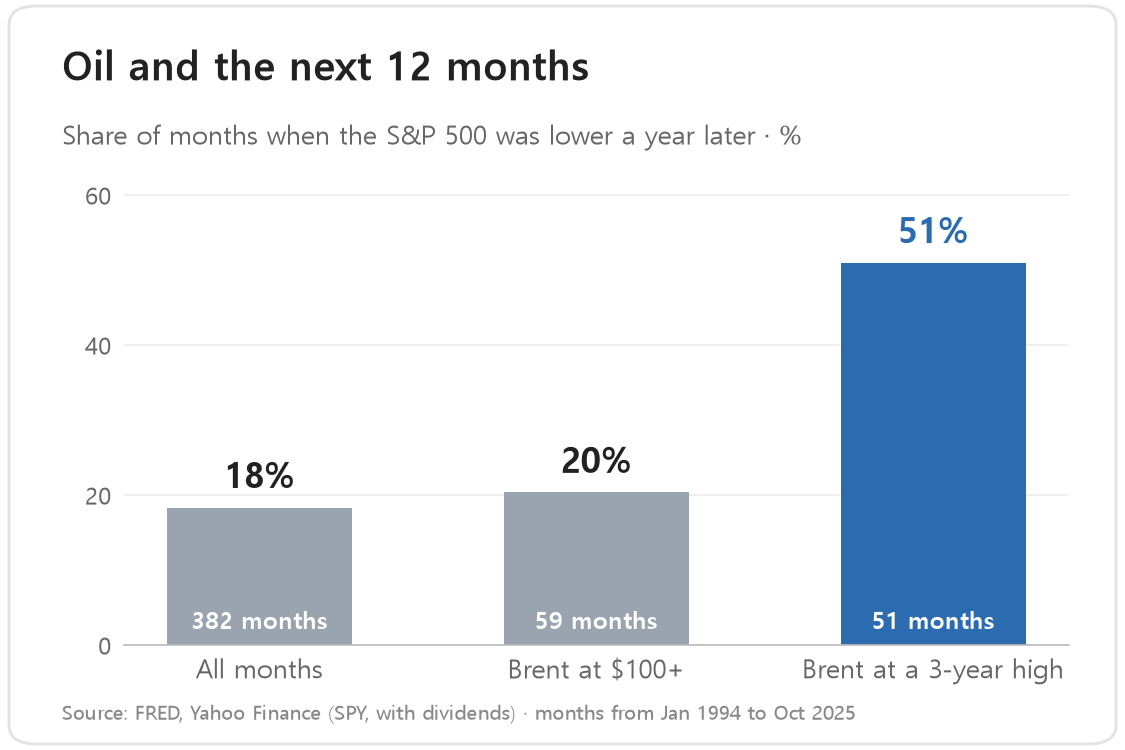 Oil and the next 12 months
Share of months when the S&P 500 was lower a year later · %
60
51%
40
18%
20%
20
382 months
59 months
51 months
0
All months
Brent at $100+
Brent at a 3-year high
Source: FRED, Yahoo Finance (SPY, with dividends) · months from Jan 1994 to Oct 2025